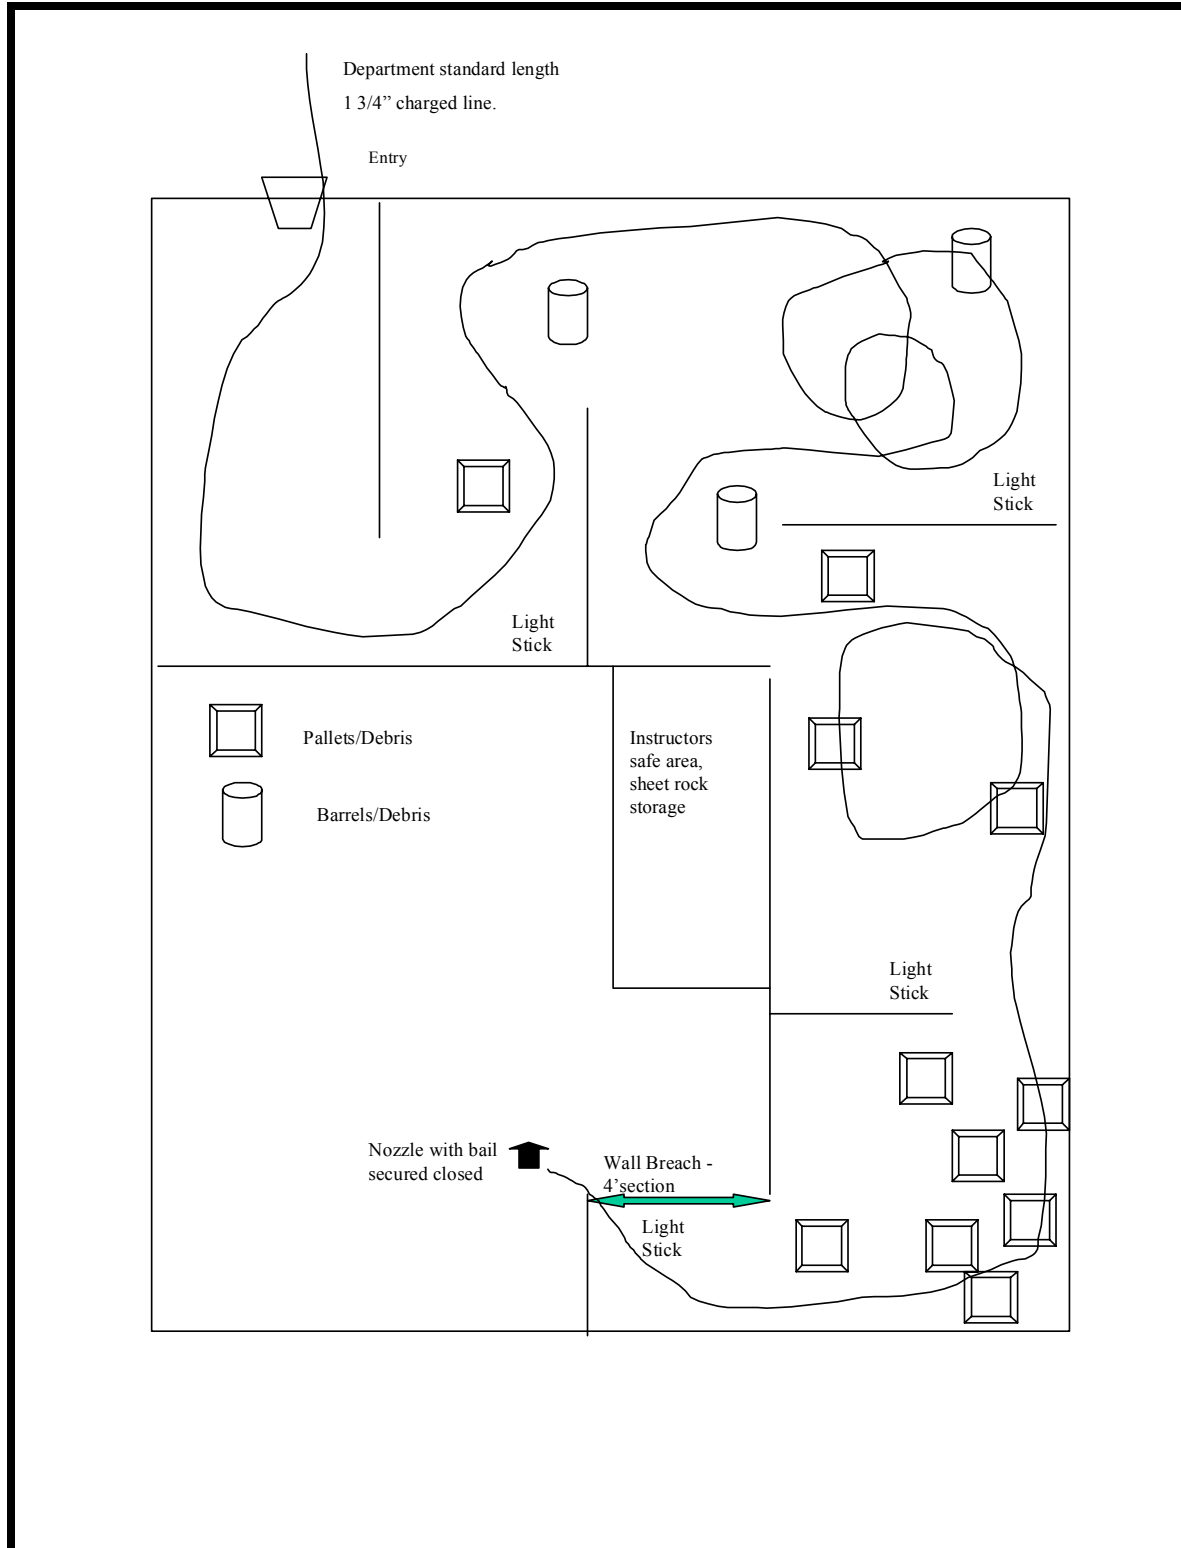 Department standard length
1 3/4” charged line.
Entry
Light
Stick
Light
Stick
Pallets/Debris
Instructors
safe area,
sheet rock
storage
Barrels/Debris
Light
Stick
Nozzle with bail
secured closed
Wall Breach -
4’section
Light
Stick